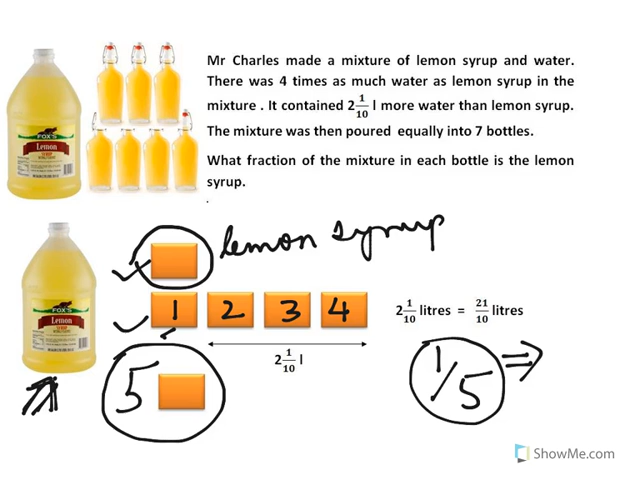 Mr Charles made a mixture of lemon syrup and water.
There was 4 times as much water as lemon syrup in the
mixture . It contained 2 1/10 l more water than lemon syrup.
The mixture was then poured equally into 7 bottles.
What fraction of the mixture in each bottle is the lemon
syrup.
FOX'S
Lemon
SYRUP
lemon syrup
FOX'S
Lemon
SYRUP
1 2 3 4
2 1/10 litres = 21/10 litres
2 1/10 l
5
1/5 ⇒
ShowMe.com